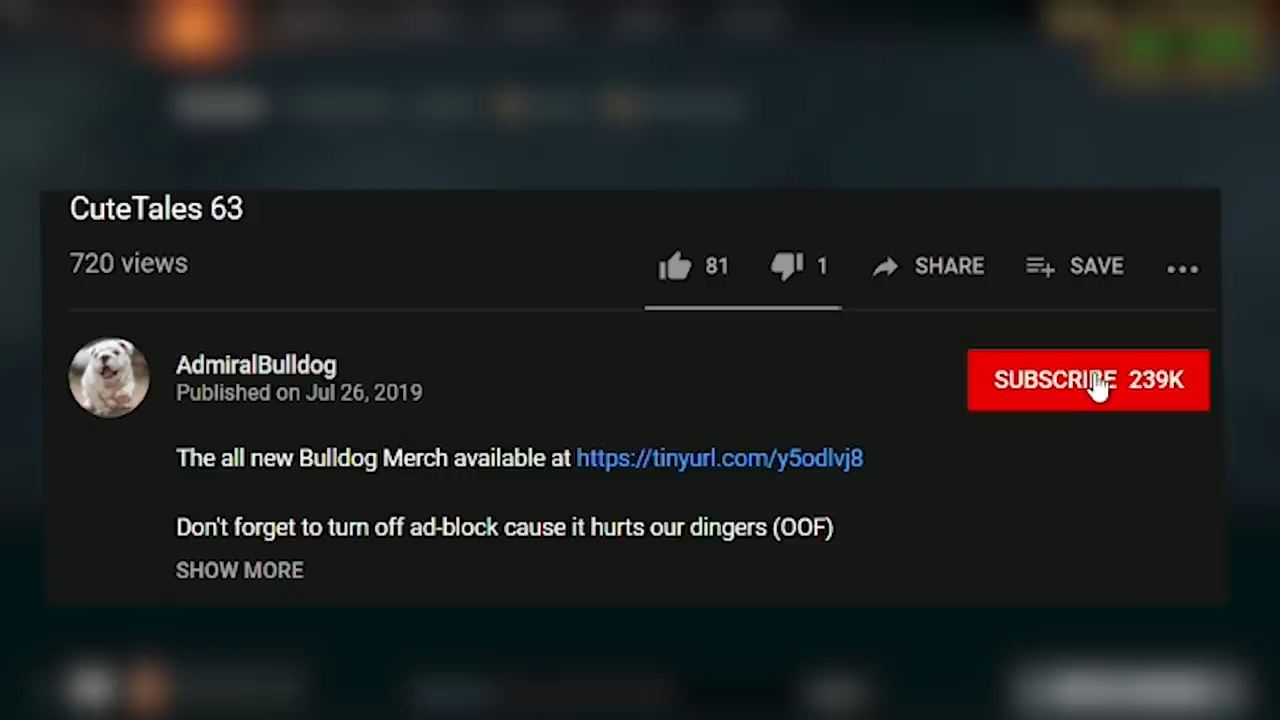 CuteTales 63
720 views
81
1
SHARE
SAVE
AdmiralBulldog
Published on Jul 26, 2019
SUBSCRIBE 239K
The all new Bulldog Merch available at https://tinyurl.com/y5odlvj8
Don't forget to turn off ad-block cause it hurts our dingers (OOF)
SHOW MORE